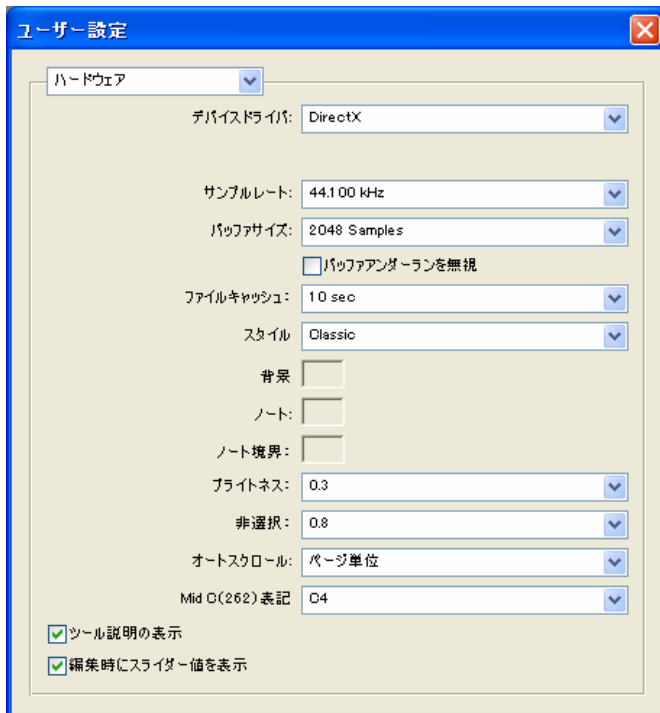 ユーザー設定
ハードウェア
デバイスドライバ: DirectX
サンプルレート: 44.100 kHz
バッファサイズ: 2048 Samples
バッファアンダーランを無視
ファイルキャッシュ: 10 sec
スタイル Classic
背景
ノート:
ノート境界:
ブライトネス: 0.3
非選択: 0.8
オートスクロール: ページ単位
Mid C(262)表記 C4
ツール説明の表示
編集時にスライダー値を表示